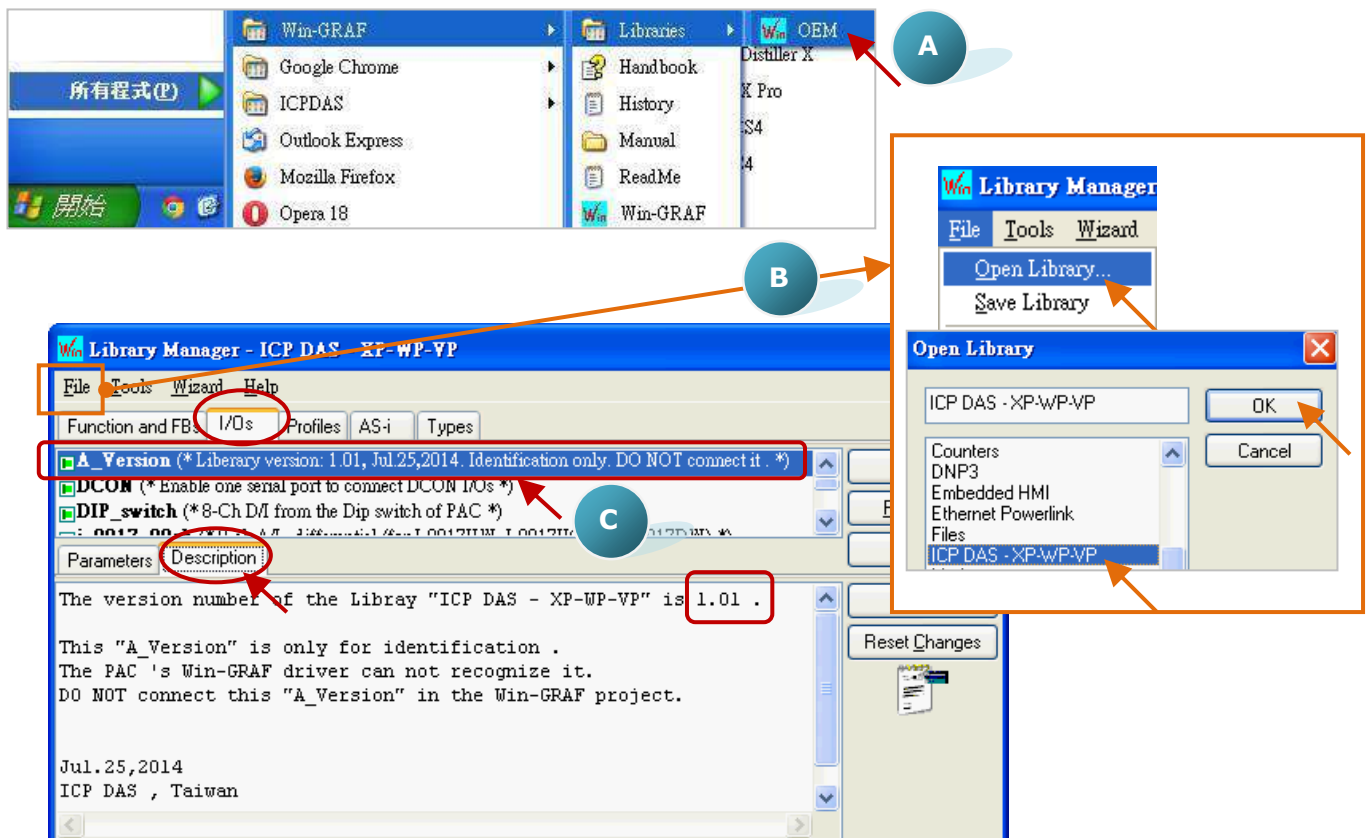 Win-GRAF
Google Chrome
ICPDAS
Outlook Express
Mozilla Firefox
Opera 18
所有程式(P)
開始
Libraries
Handbook
History
Manual
ReadMe
Win-GRAF
Win OEM
Distiller X
X Pro
S4
4
A
B
Win Library Manager
File Tools Wizard
Open Library...
Save Library
Open Library
ICP DAS - XP-WP-VP
OK
Cancel
Counters
DNP3
Embedded HMI
Ethernet Powerlink
Files
ICP DAS - XP-WP-VP
Win Library Manager - ICP DAS - XP-WP-VP
File Tools Wizard Help
Function and FBs I/Os Profiles AS-i Types
A_Version (* Liberary version: 1.01, Jul.25,2014. Identification only. DO NOT connect it . *)
DCON (* Enable one serial port to connect DCON I/Os *)
DIP_switch (* 8-Ch D/I from the Dip switch of PAC *)
C
Parameters Description
The version number of the Libray "ICP DAS - XP-WP-VP" is 1.01 .
This "A_Version" is only for identification .
The PAC 's Win-GRAF driver can not recognize it.
DO NOT connect this "A_Version" in the Win-GRAF project.
Jul.25,2014
ICP DAS , Taiwan
Reset Changes